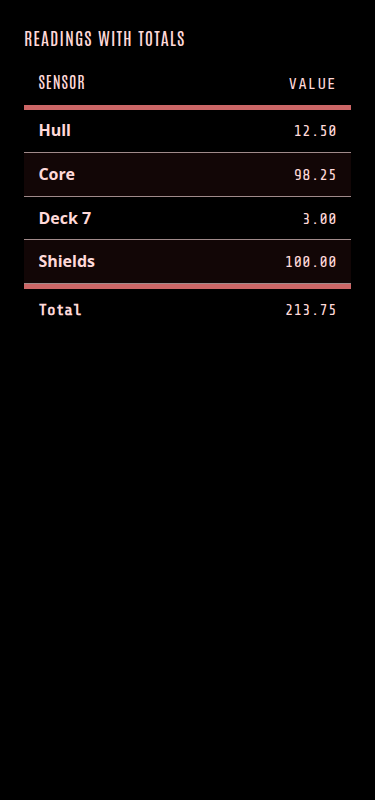 READINGS WITH TOTALS
SENSOR VALUE
Hull 12.50
Core 98.25
Deck 7 3.00
Shields 100.00
Total 213.75